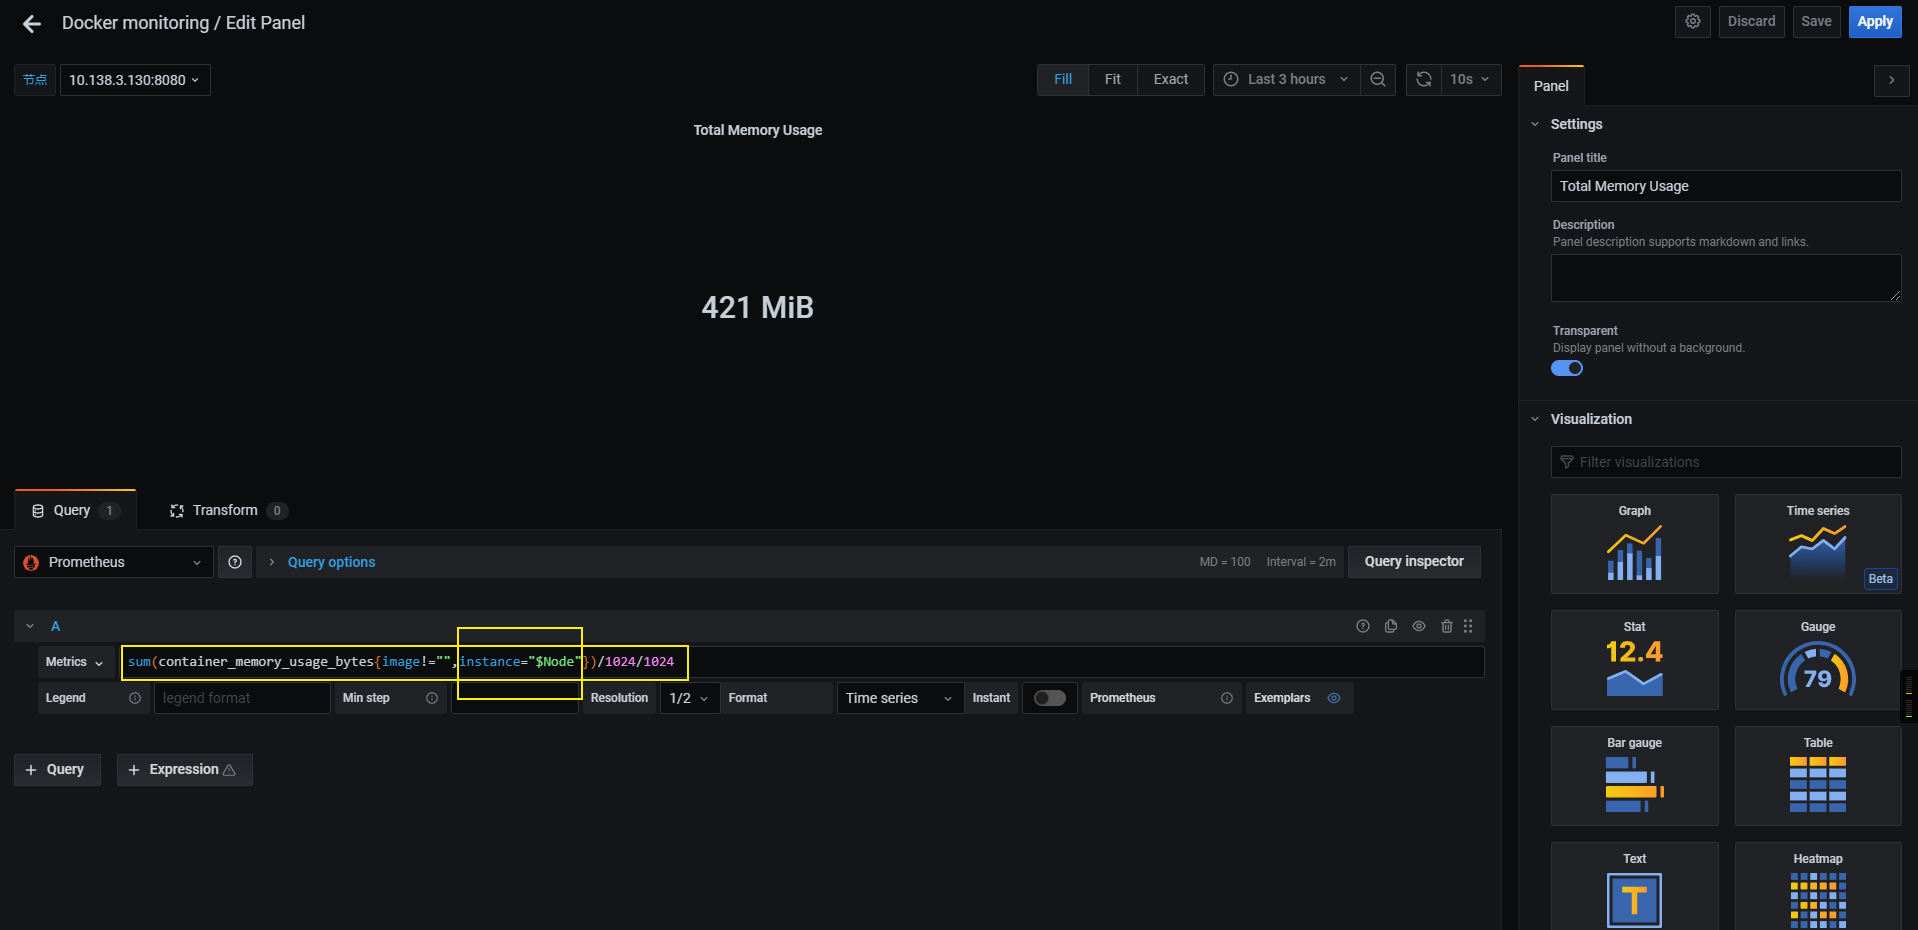 Docker monitoring / Edit Panel
Discard
Save
Apply
节点
10.138.3.130:8080
Fill
Fit
Exact
Last 3 hours
10s
Total Memory Usage
421 MiB
Query 1
Transform 0
Prometheus
Query options
MD = 100
Interval = 2m
Query inspector
A
Metrics
sum(container_memory_usage_bytes{image!="",instance="$Node"})/1024/1024
Legend
legend format
Min step
Resolution
1/2
Format
Time series
Instant
Prometheus
Exemplars
+ Query
+ Expression
Panel
Settings
Panel title
Total Memory Usage
Description
Panel description supports markdown and links.
Transparent
Display panel without a background.
Visualization
Filter visualizations
Graph
Time series
Beta
Stat
12.4
Gauge
79
Bar gauge
Table
Text
T
Heatmap